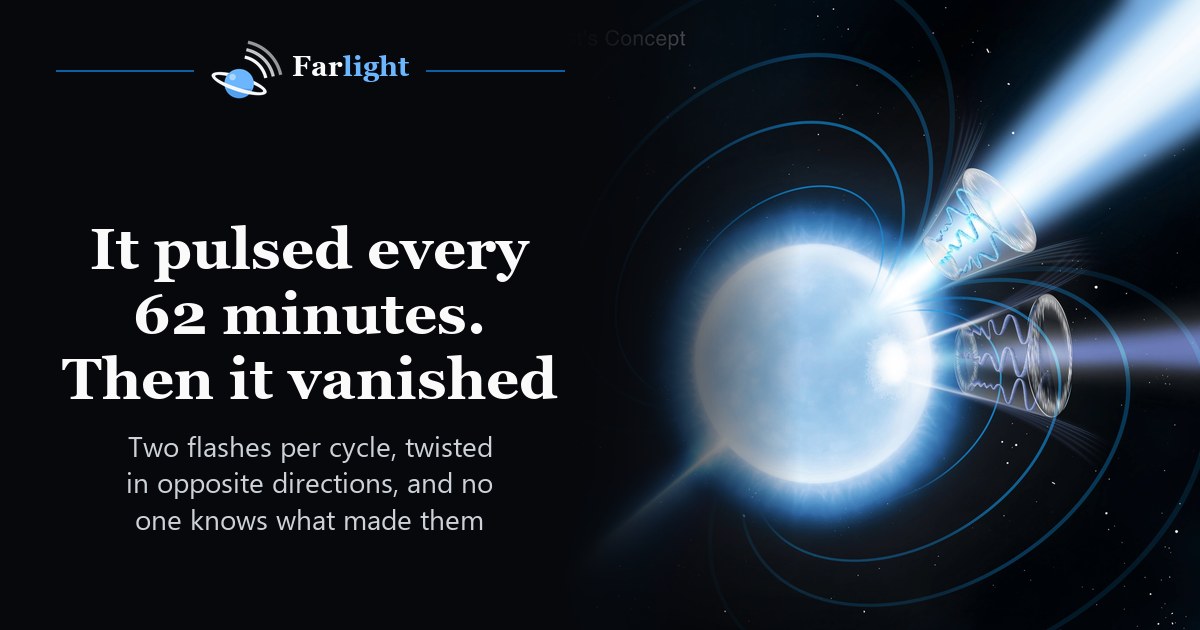 Concept
Farlight
It pulsed every
62 minutes.
Then it vanished
Two flashes per cycle, twisted
in opposite directions, and no
one knows what made them